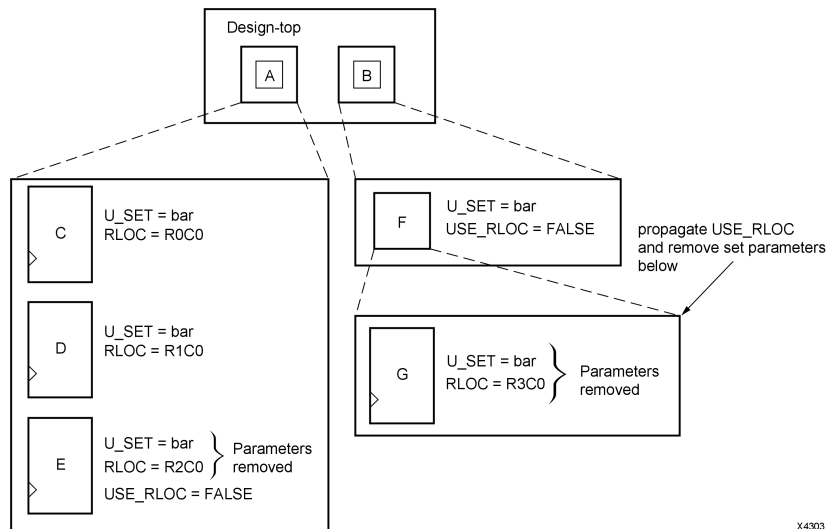 Design-top
A
B
C
U_SET = bar
RLOC = R0C0
D
U_SET = bar
RLOC = R1C0
E
U_SET = bar
RLOC = R2C0
Parameters
removed
USE_RLOC = FALSE
F
U_SET = bar
USE_RLOC = FALSE
propagate USE_RLOC
and remove set parameters
below
G
U_SET = bar
RLOC = R3C0
Parameters
removed
X4303